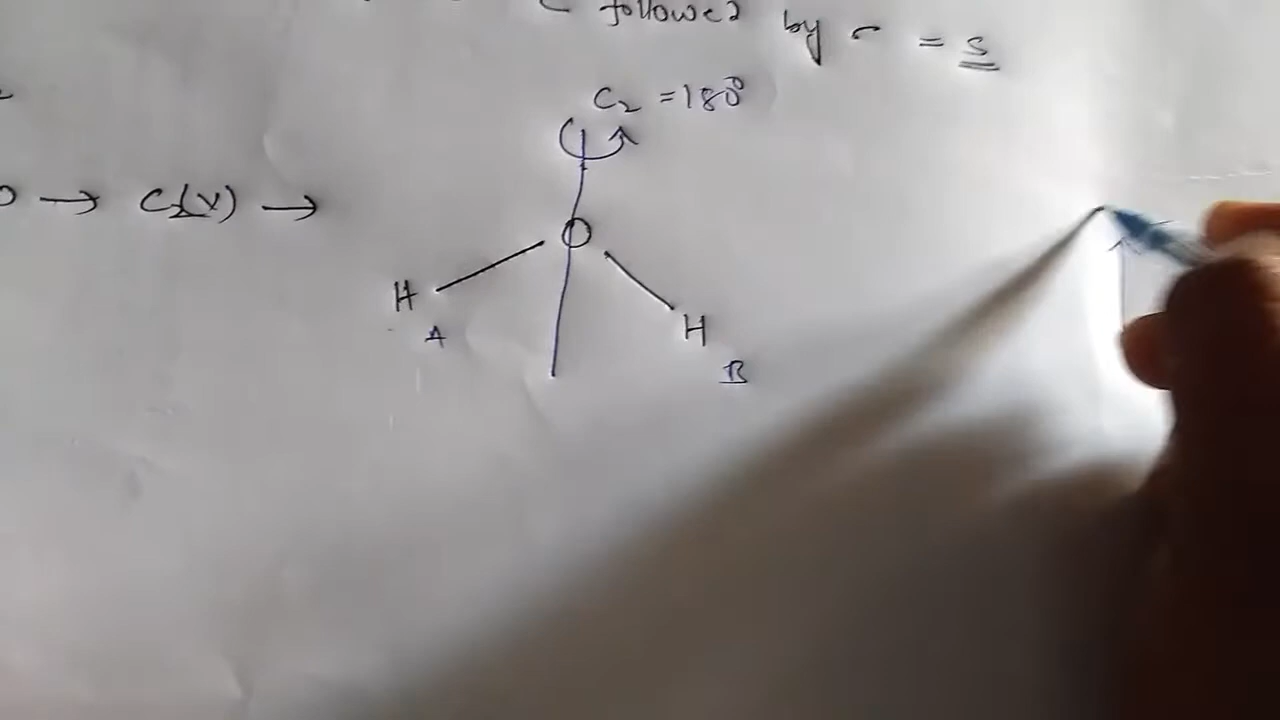 followed by σ = S
C₂ = 180°
O → C₂(v) →
O
H H
A
B